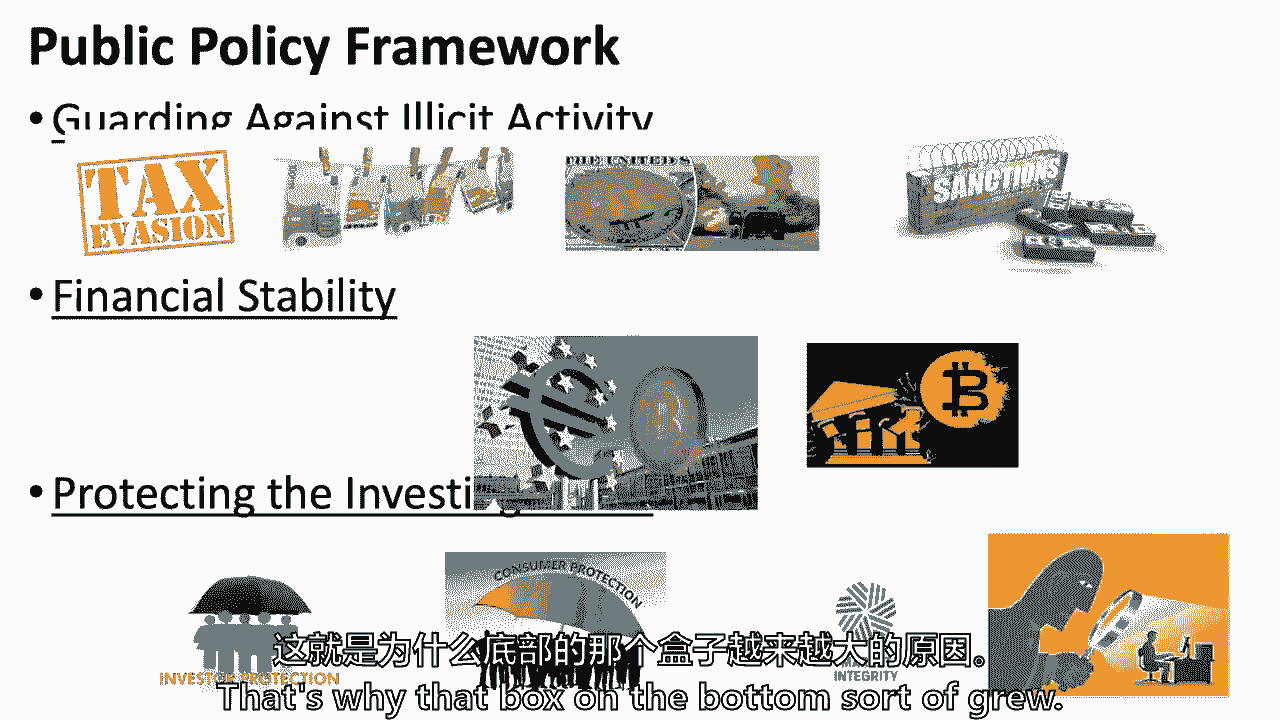 Public Policy Framework
• Guarding Against Illicit Activity
TAX
EVASION
THE UNITED S
SANCTIONS
• Financial Stability
• Protecting the Investi
CONSUMER PROTECTION
INVESTOR PROTECTION
INTEGRITY
这就是为什么底部的那个盒子越来越大的原因。
That's why that box on the bottom sort of grew.